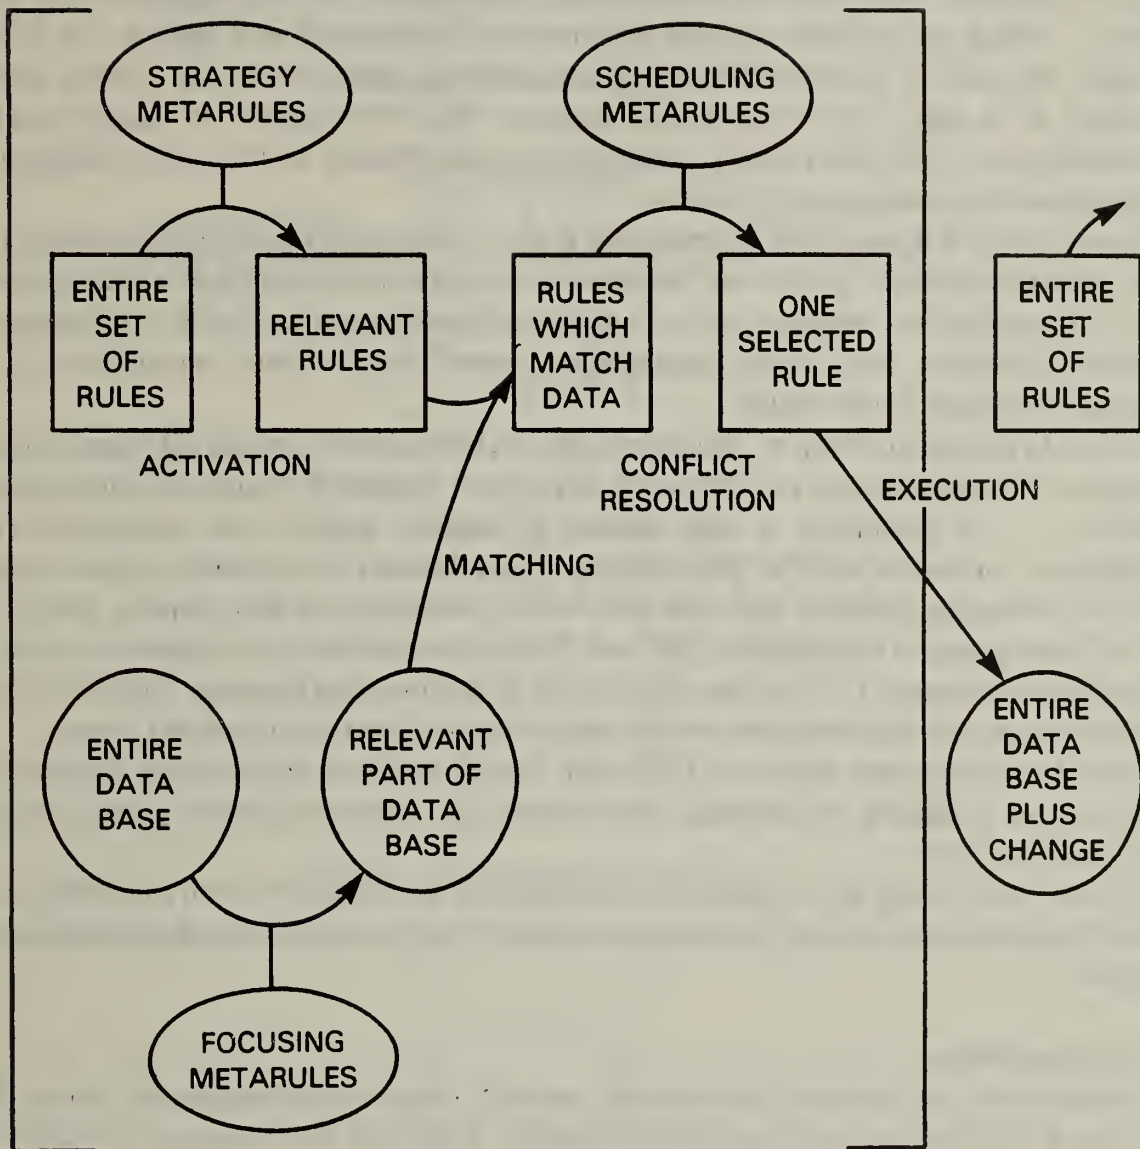 STRATEGY
METARULES
SCHEDULING
METARULES
ENTIRE
SET
OF
RULES
RELEVANT
RULES
RULES
WHICH
MATCH
DATA
ONE
SELECTED
RULE
ENTIRE
SET
OF
RULES
ACTIVATION
CONFLICT
RESOLUTION
EXECUTION
MATCHING
ENTIRE
DATA
BASE
RELEVANT
PART OF
DATA
BASE
ENTIRE
DATA
BASE
PLUS
CHANGE
FOCUSING
METARULES